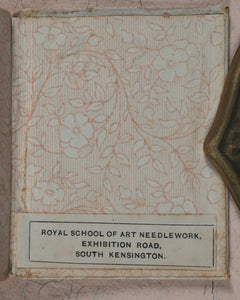 ROYAL SCHOOL OF ART NEEDLEWORK,
EXHIBITION ROAD,
SOUTH KENSINGTON.